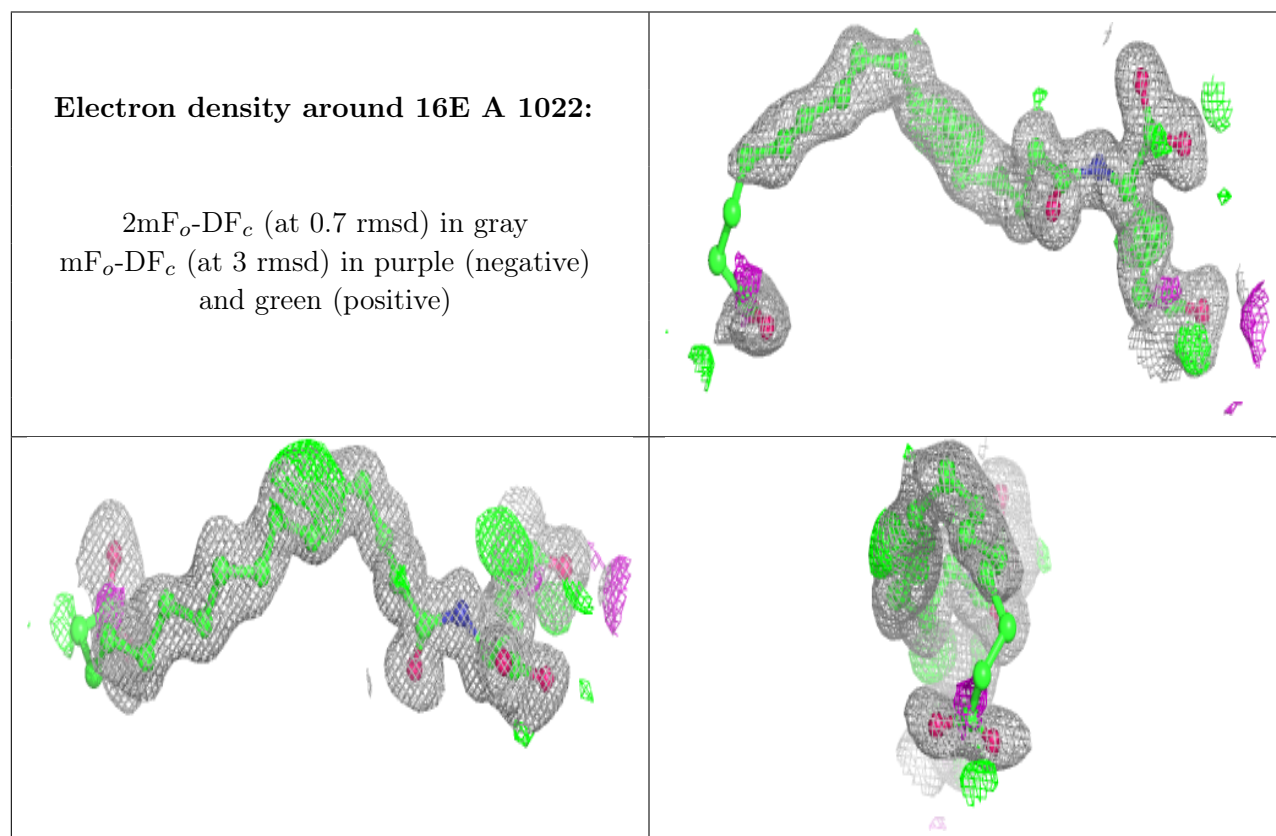 Electron density around 16E A 1022:
2mFₒ-DF𝒸 (at 0.7 rmsd) in gray
mFₒ-DF𝒸 (at 3 rmsd) in purple (negative)
and green (positive)